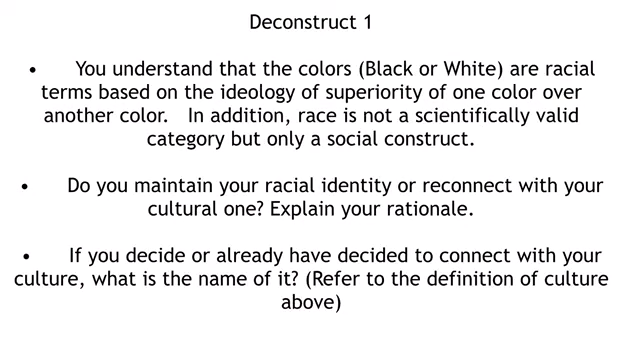 Deconstruct 1
• You understand that the colors (Black or White) are racial
terms based on the ideology of superiority of one color over
another color. In addition, race is not a scientifically valid
category but only a social construct.
• Do you maintain your racial identity or reconnect with your
cultural one? Explain your rationale.
• If you decide or already have decided to connect with your
culture, what is the name of it? (Refer to the definition of culture
above)